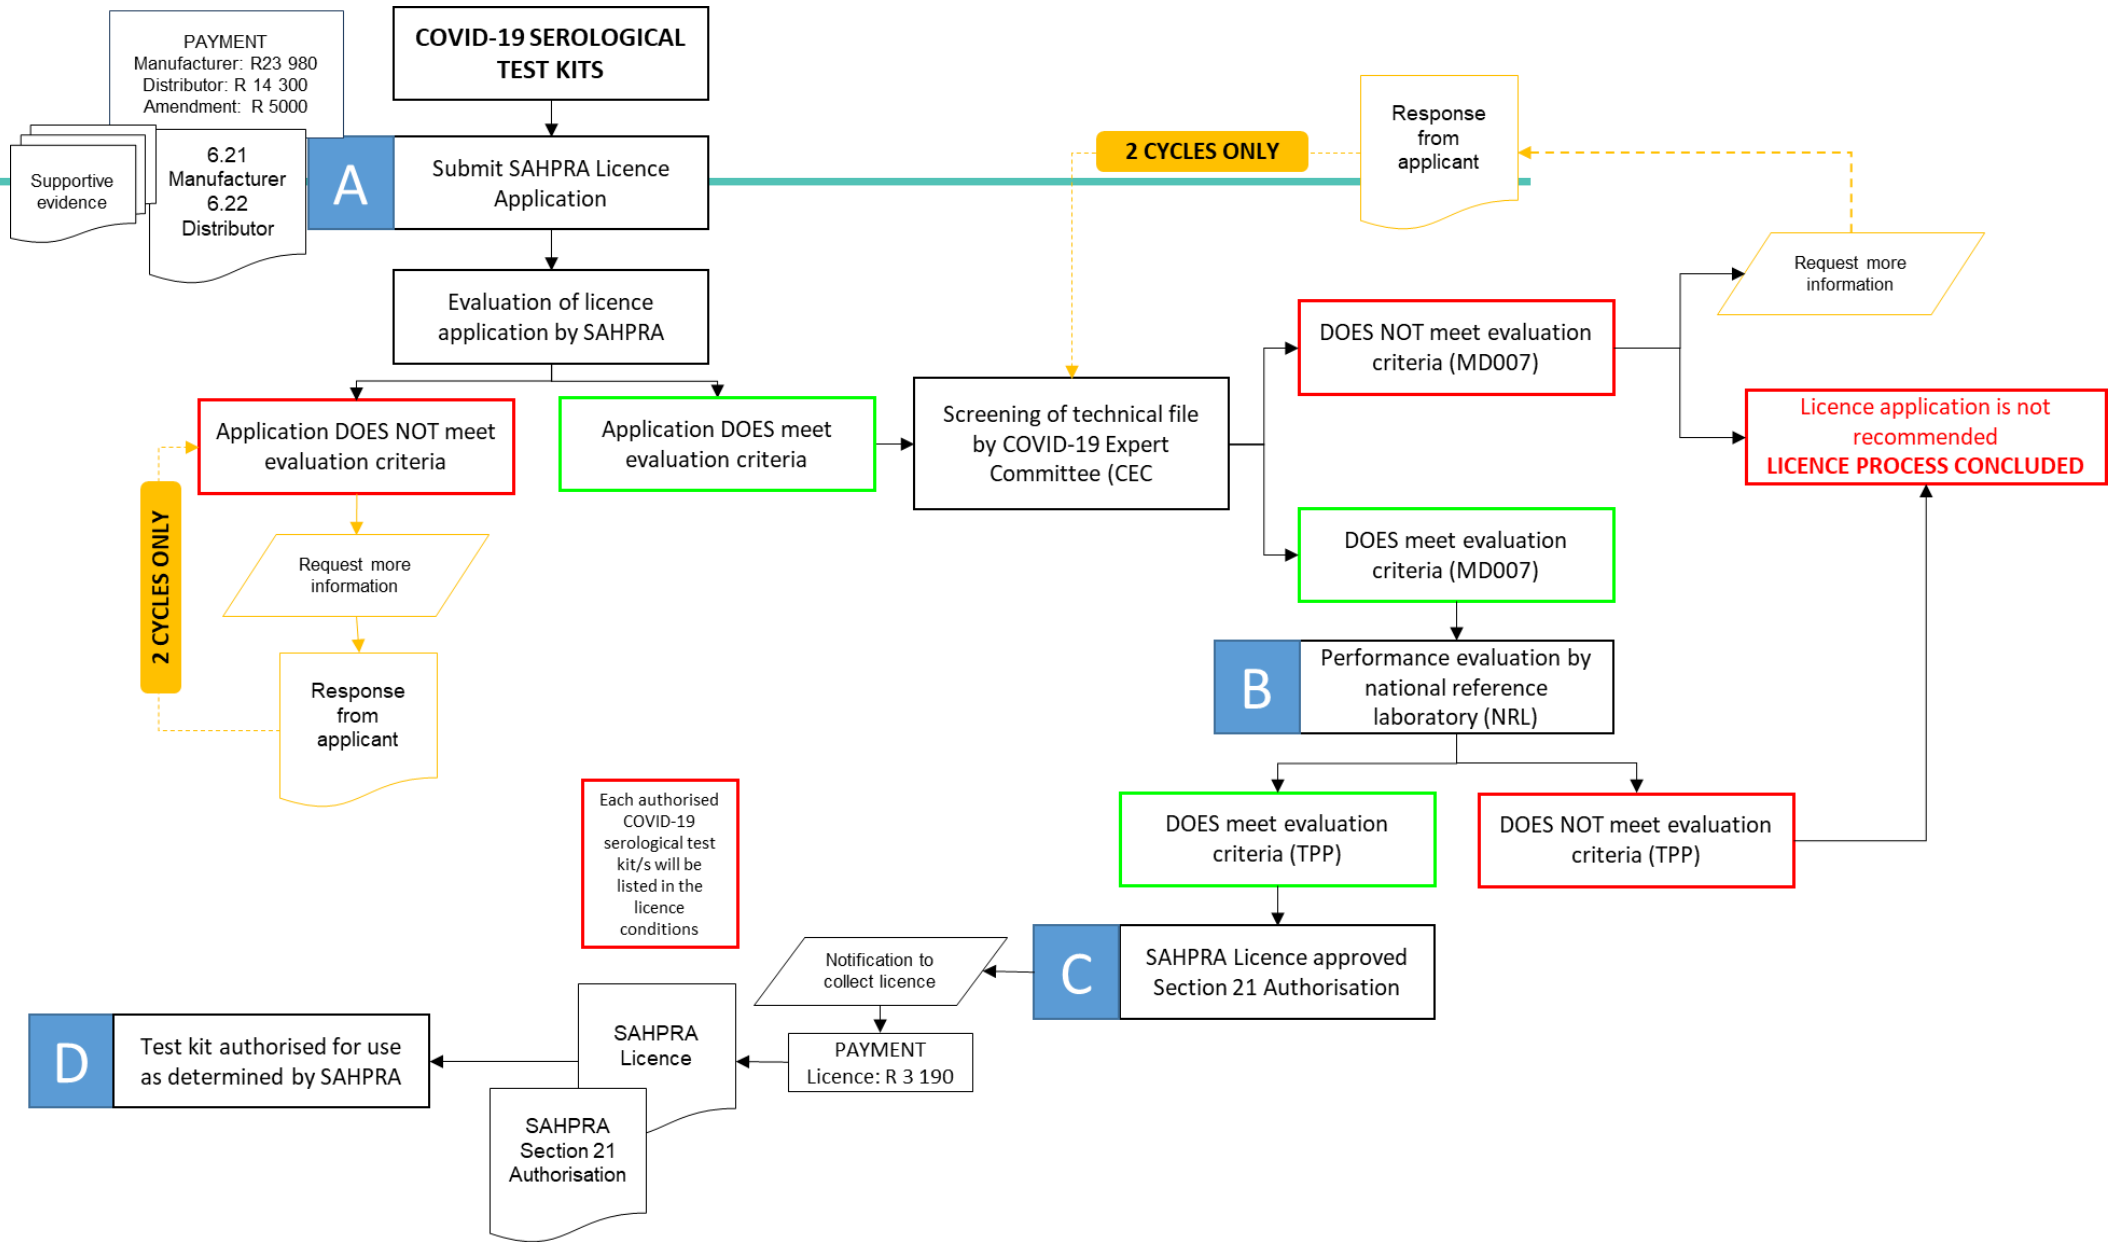 PAYMENT
Manufacturer: R23 980
Distributor: R 14 300
Amendment: R 5000
COVID-19 SEROLOGICAL
TEST KITS
Supportive
evidence
6.21
Manufacturer
6.22
Distributor
A
Submit SAHPRA Licence
Application
2 CYCLES ONLY
Response
from
applicant
Request more
information
Evaluation of licence
application by SAHPRA
DOES NOT meet evaluation
criteria (MD007)
Application DOES NOT meet
evaluation criteria
Application DOES meet
evaluation criteria
Screening of technical file
by COVID-19 Expert
Committee (CEC
Licence application is not
recommended
LICENCE PROCESS CONCLUDED
2 CYCLES ONLY
Request more
information
DOES meet evaluation
criteria (MD007)
Response
from
applicant
B
Performance evaluation by
national reference
laboratory (NRL)
Each authorised
COVID-19
serological test
kit/s will be
listed in the
licence
conditions
DOES meet evaluation
criteria (TPP)
DOES NOT meet evaluation
criteria (TPP)
Notification to
collect licence
C
SAHPRA Licence approved
Section 21 Authorisation
D
Test kit authorised for use
as determined by SAHPRA
SAHPRA
Licence
PAYMENT
Licence: R 3 190
SAHPRA
Section 21
Authorisation